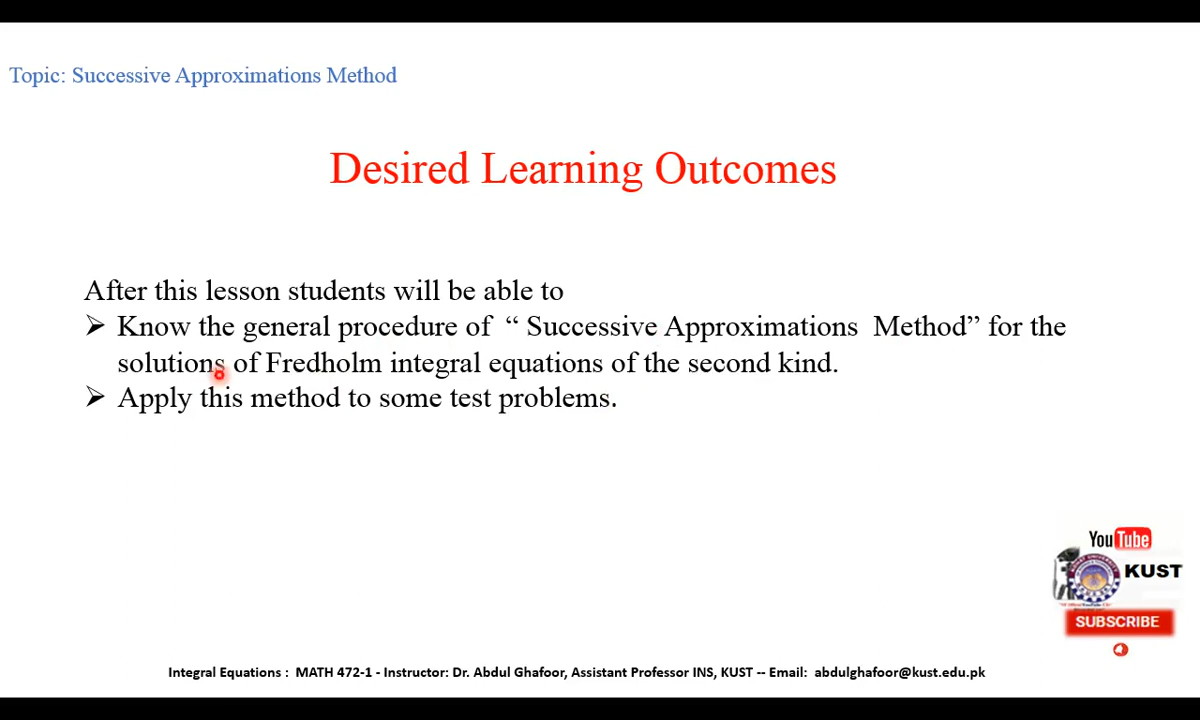 Topic: Successive Approximations Method
Desired Learning Outcomes
After this lesson students will be able to
➢ Know the general procedure of “ Successive Approximations Method” for the
solutions of Fredholm integral equations of the second kind.
➢ Apply this method to some test problems.
YouTube
KUST
SUBSCRIBE
Integral Equations : MATH 472-1 - Instructor: Dr. Abdul Ghafoor, Assistant Professor INS, KUST -- Email: abdulghafoor@kust.edu.pk